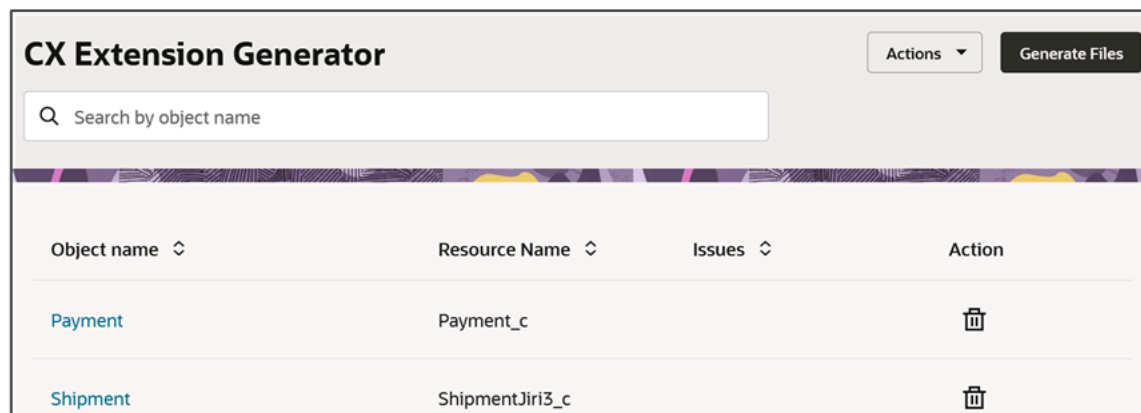 CX Extension Generator
Actions
Generate Files
Search by object name
Object name Resource Name Issues Action
Payment Payment_c
Shipment ShipmentJiri3_c